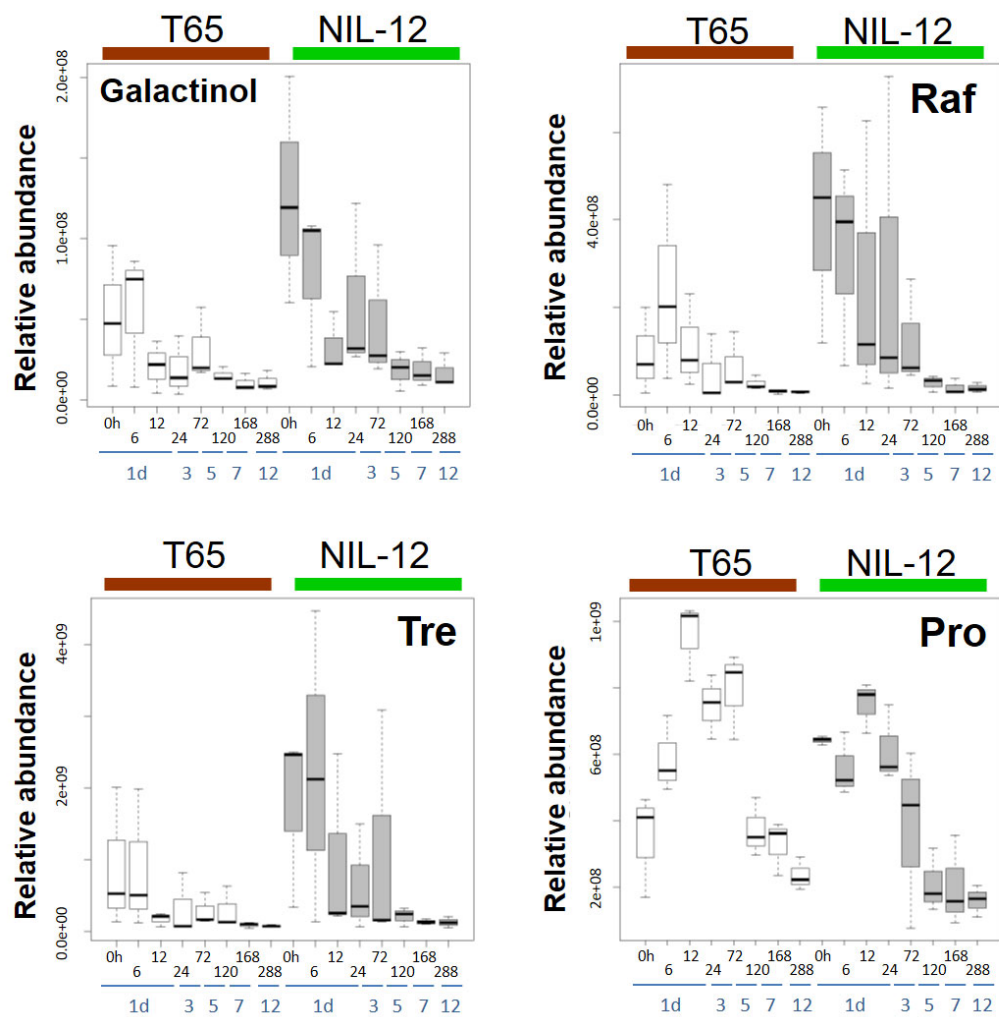 T65 NIL-12
Galactinol
Relative abundance
2.0e+08
1.0e+08
0.0e+00
0h 12 72 168 0h 12 72 168
6 24 120 288 6 24 120 288
1d 3 5 7 12 1d 3 5 7 12
T65 NIL-12
Raf
Relative abundance
4.0e+08
0.0e+00
0h 12 72 168 0h 12 72 168
6 24 120 288 6 24 120 288
1d 3 5 7 12 1d 3 5 7 12
T65 NIL-12
Tre
Relative abundance
4e+09
2e+09
0.0e+00
0h 12 72 168 0h 12 72 168
6 24 120 288 6 24 120 288
1d 3 5 7 12 1d 3 5 7 12
T65 NIL-12
Pro
Relative abundance
1e+09
6e+08
2e+08
0h 12 72 168 0h 12 72 168
6 24 120 288 6 24 120 288
1d 3 5 7 12 1d 3 5 7 12